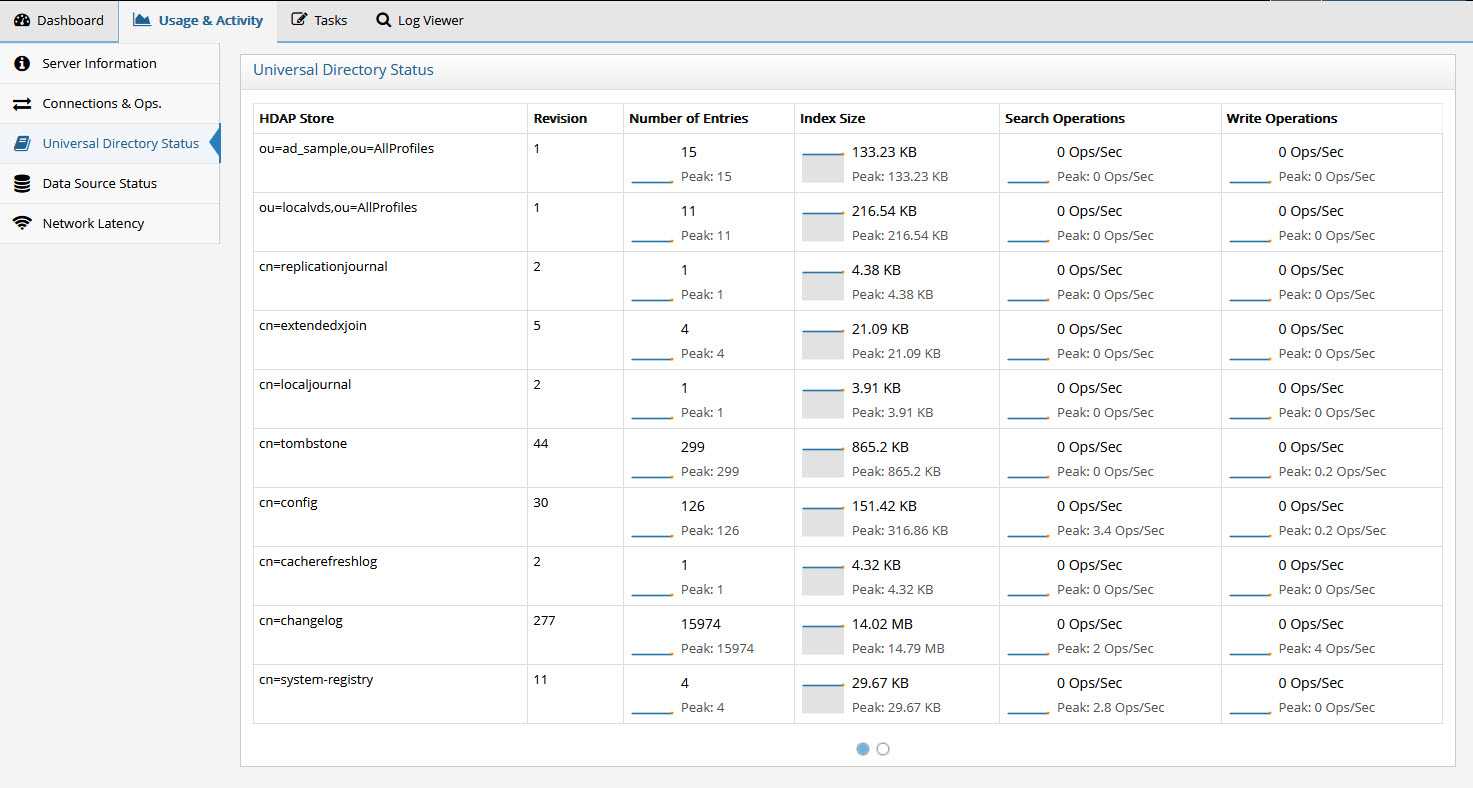 Dashboard Usage & Activity Tasks Log Viewer
Server Information
Connections & Ops.
Universal Directory Status
Data Source Status
Network Latency
Universal Directory Status
HDAP Store Revision Number of Entries Index Size Search Operations Write Operations
ou=ad_sample,ou=AllProfiles 1 15 133.23 KB 0 Ops/Sec 0 Ops/Sec
Peak: 15 Peak: 133.23 KB Peak: 0 Ops/Sec Peak: 0 Ops/Sec
ou=localvds,ou=AllProfiles 1 11 216.54 KB 0 Ops/Sec 0 Ops/Sec
Peak: 11 Peak: 216.54 KB Peak: 0 Ops/Sec Peak: 0 Ops/Sec
cn=replicationjournal 2 1 4.38 KB 0 Ops/Sec 0 Ops/Sec
Peak: 1 Peak: 4.38 KB Peak: 0 Ops/Sec Peak: 0 Ops/Sec
cn=extendedxjoin 5 4 21.09 KB 0 Ops/Sec 0 Ops/Sec
Peak: 4 Peak: 21.09 KB Peak: 0 Ops/Sec Peak: 0 Ops/Sec
cn=localjournal 2 1 3.91 KB 0 Ops/Sec 0 Ops/Sec
Peak: 1 Peak: 3.91 KB Peak: 0 Ops/Sec Peak: 0 Ops/Sec
cn=tombstone 44 299 865.2 KB 0 Ops/Sec 0 Ops/Sec
Peak: 299 Peak: 865.2 KB Peak: 0 Ops/Sec Peak: 0.2 Ops/Sec
cn=config 30 126 151.42 KB 0 Ops/Sec 0 Ops/Sec
Peak: 126 Peak: 316.86 KB Peak: 3.4 Ops/Sec Peak: 0.2 Ops/Sec
cn=cacherefreshlog 2 1 4.32 KB 0 Ops/Sec 0 Ops/Sec
Peak: 1 Peak: 4.32 KB Peak: 0 Ops/Sec Peak: 0 Ops/Sec
cn=changelog 277 15974 14.02 MB 0 Ops/Sec 0 Ops/Sec
Peak: 15974 Peak: 14.79 MB Peak: 2 Ops/Sec Peak: 4 Ops/Sec
cn=system-registry 11 4 29.67 KB 0 Ops/Sec 0 Ops/Sec
Peak: 4 Peak: 29.67 KB Peak: 2.8 Ops/Sec Peak: 0 Ops/Sec